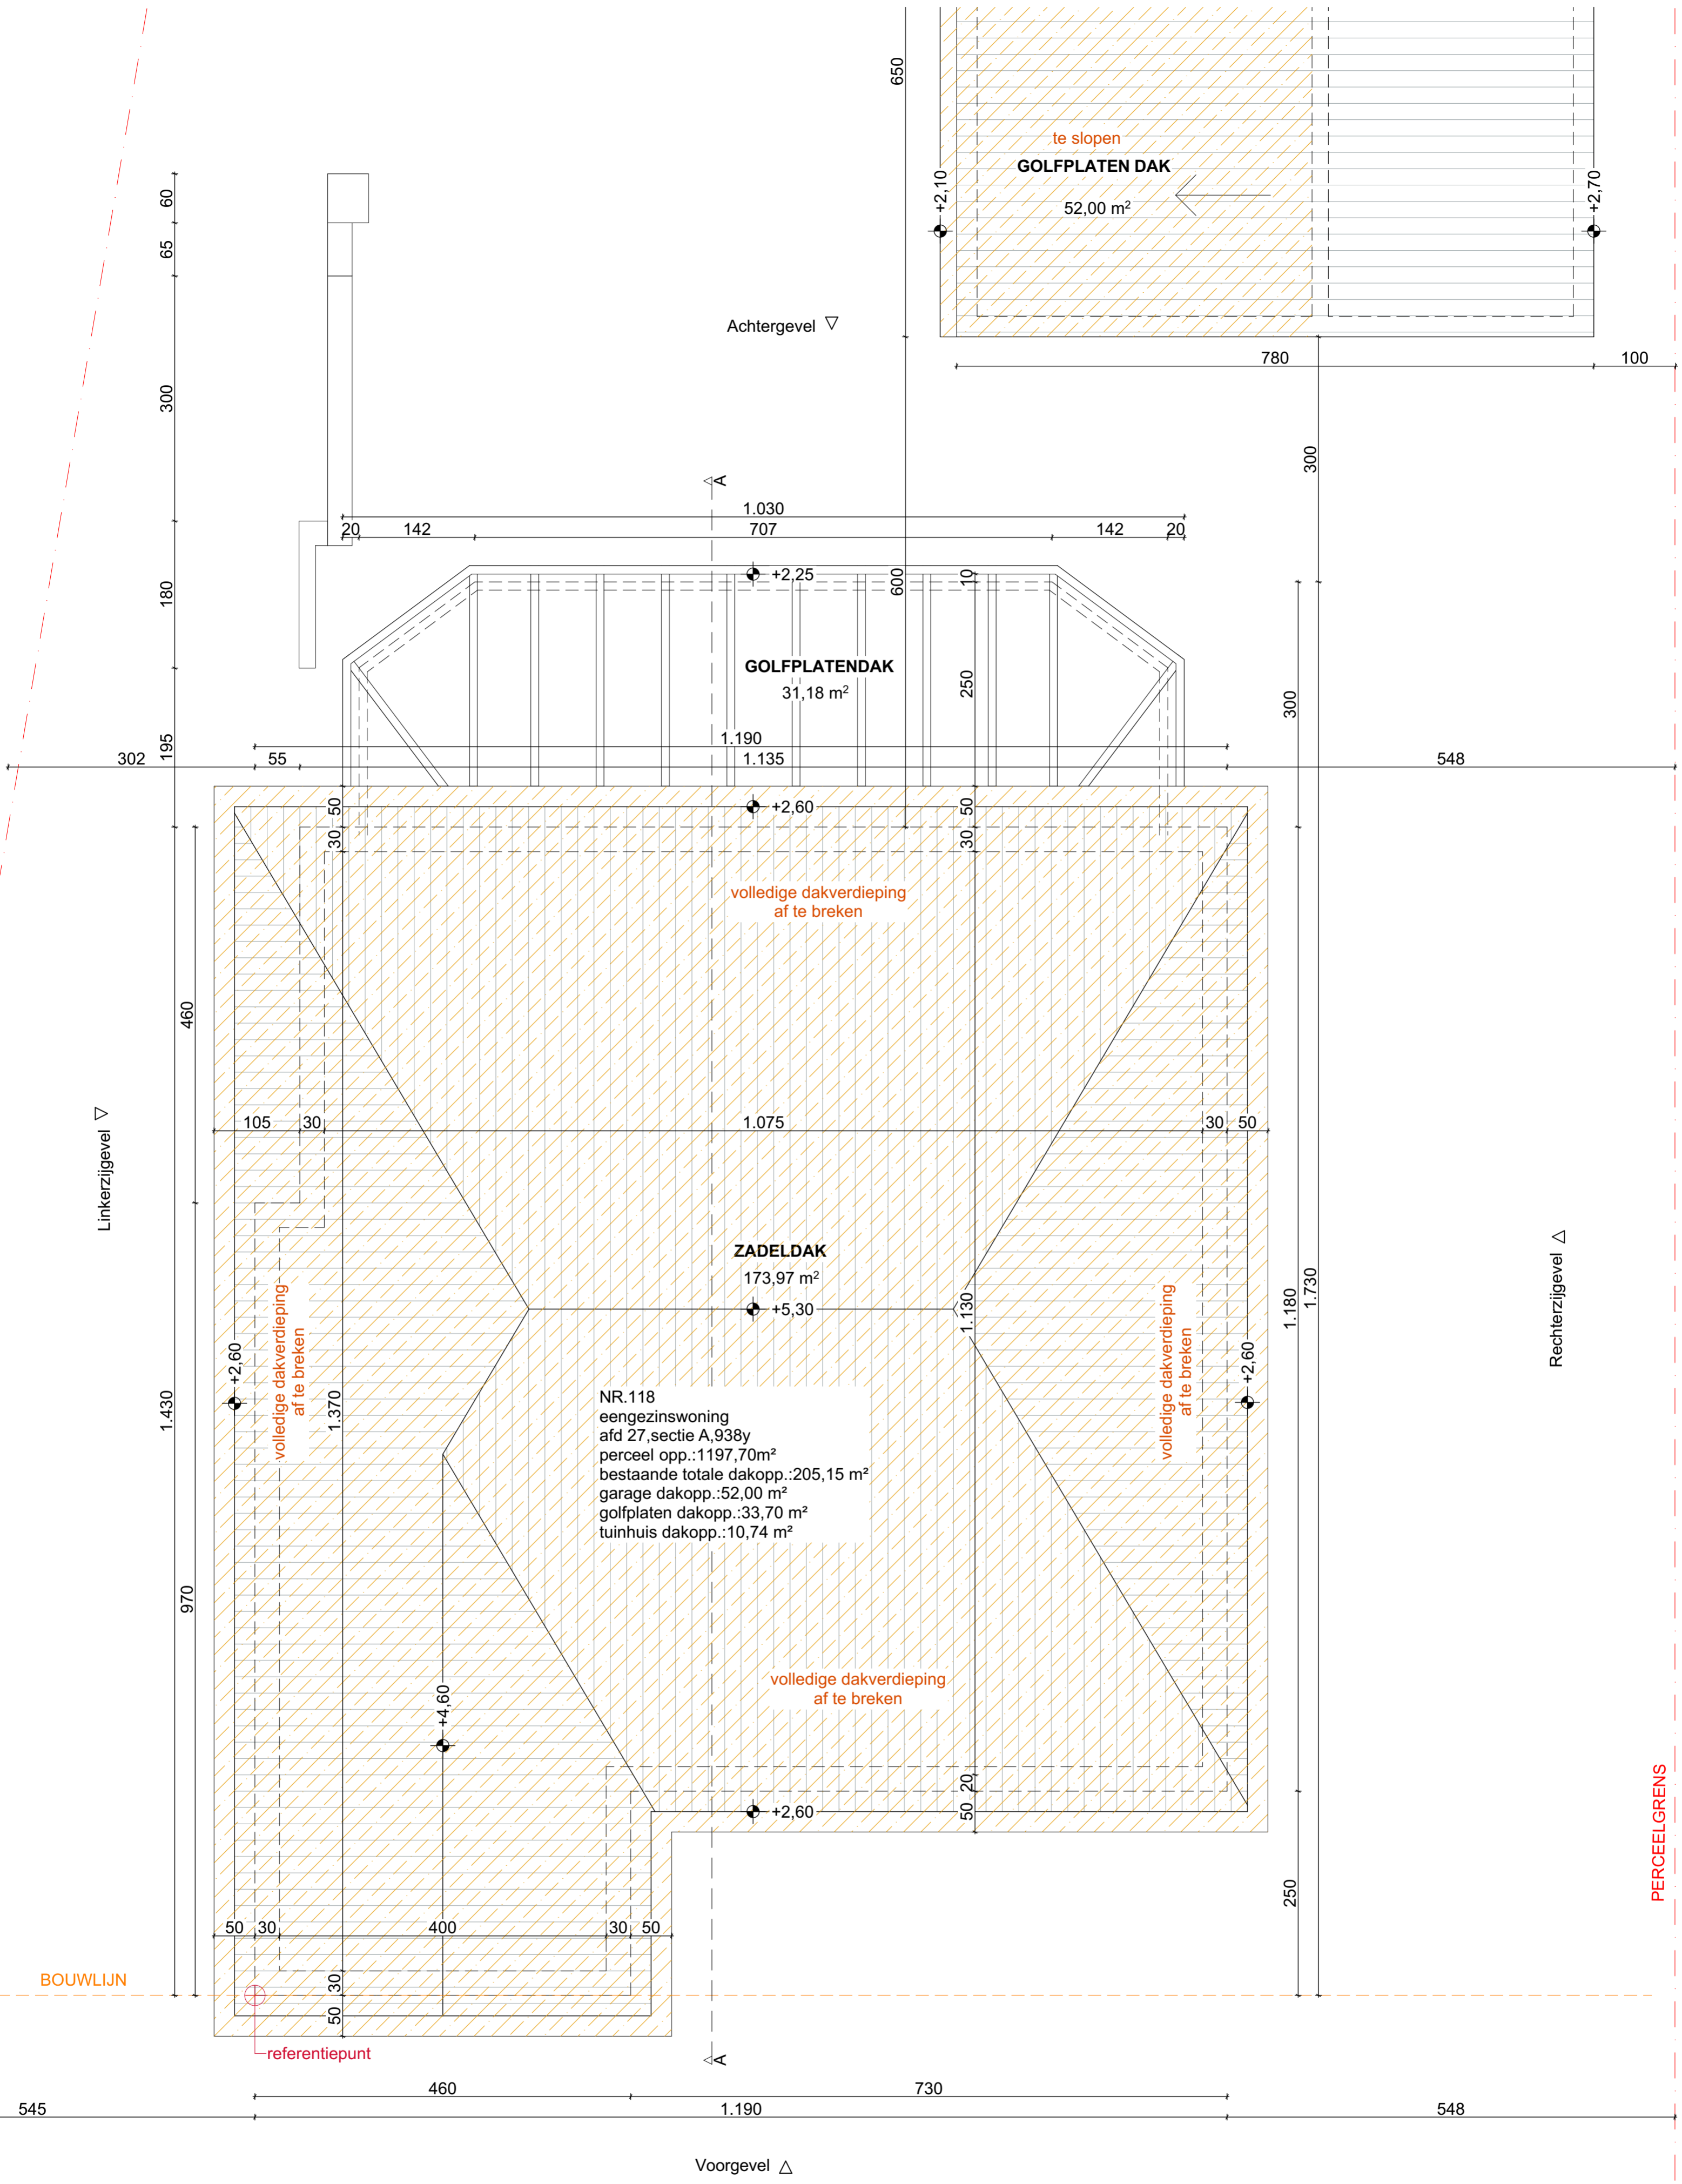 650
te slopen
GOLFPLATEN DAK
52,00 m²
+2,10
+2,70
60
65
300
180
195
Achtergevel
780
100
300
A
1.030
20
142
707
142
20
+2,25
600
10
GOLFPLATENDAK
31,18 m²
250
300
1.190
302
55
1.135
548
50
+2,60
50
30
30
volledige dakverdieping
af te breken
460
Linkerzijgevel
105
30
1.075
30
50
Rechterzijgevel
ZADELDAK
173,97 m²
+5,30
1.130
1.180
1.730
volledige dakverdieping
af te breken
volledige dakverdieping
af te breken
+2,60
+2,60
1.430
1.370
NR.118
eengezinswoning
afd 27,sectie A,938y
perceel opp.:1197,70m²
bestaande totale dakopp.:205,15 m²
garage dakopp.:52,00 m²
golfplaten dakopp.:33,70 m²
tuinhuis dakopp.:10,74 m²
970
+4,60
volledige dakverdieping
af te breken
20
50
+2,60
PERCEELGRENS
250
50
30
400
30
50
BOUWLIJN
30
50
referentiepunt
A
460
730
545
1.190
548
Voorgevel